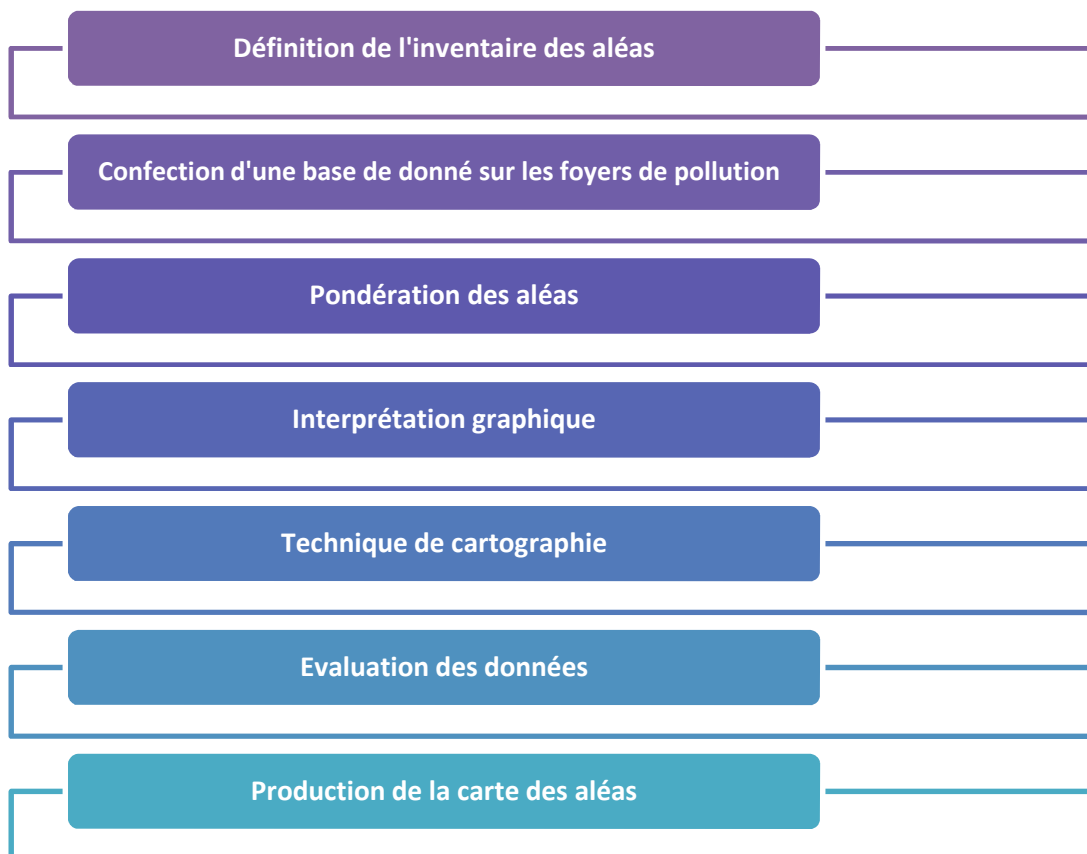 Définition de l'inventaire des aléas
Confection d'une base de donné sur les foyers de pollution
Pondération des aléas
Interprétation graphique
Technique de cartographie
Evaluation des données
Production de la carte des aléas